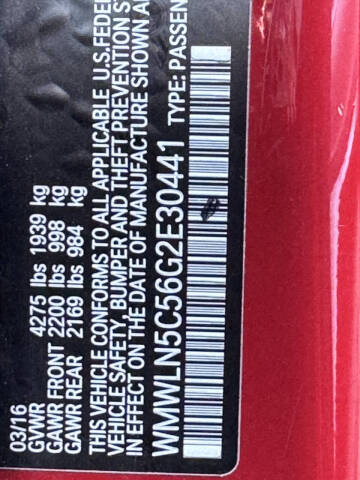 03/16
GVWR 4275 lbs 1939 kg
GAWR FRONT 2200 lbs 998 kg
GAWR REAR 2169 lbs 984 kg
THIS VEHICLE CONFORMS TO ALL APPLICABLE U.S.FEDE
VEHICLE SAFETY, BUMPER AND THEFT PREVENTION S
IN EFFECT ON THE DATE OF MANUFACTURE SHOWN A
WMWLN5C56G2E30441 TYPE: PASSEN